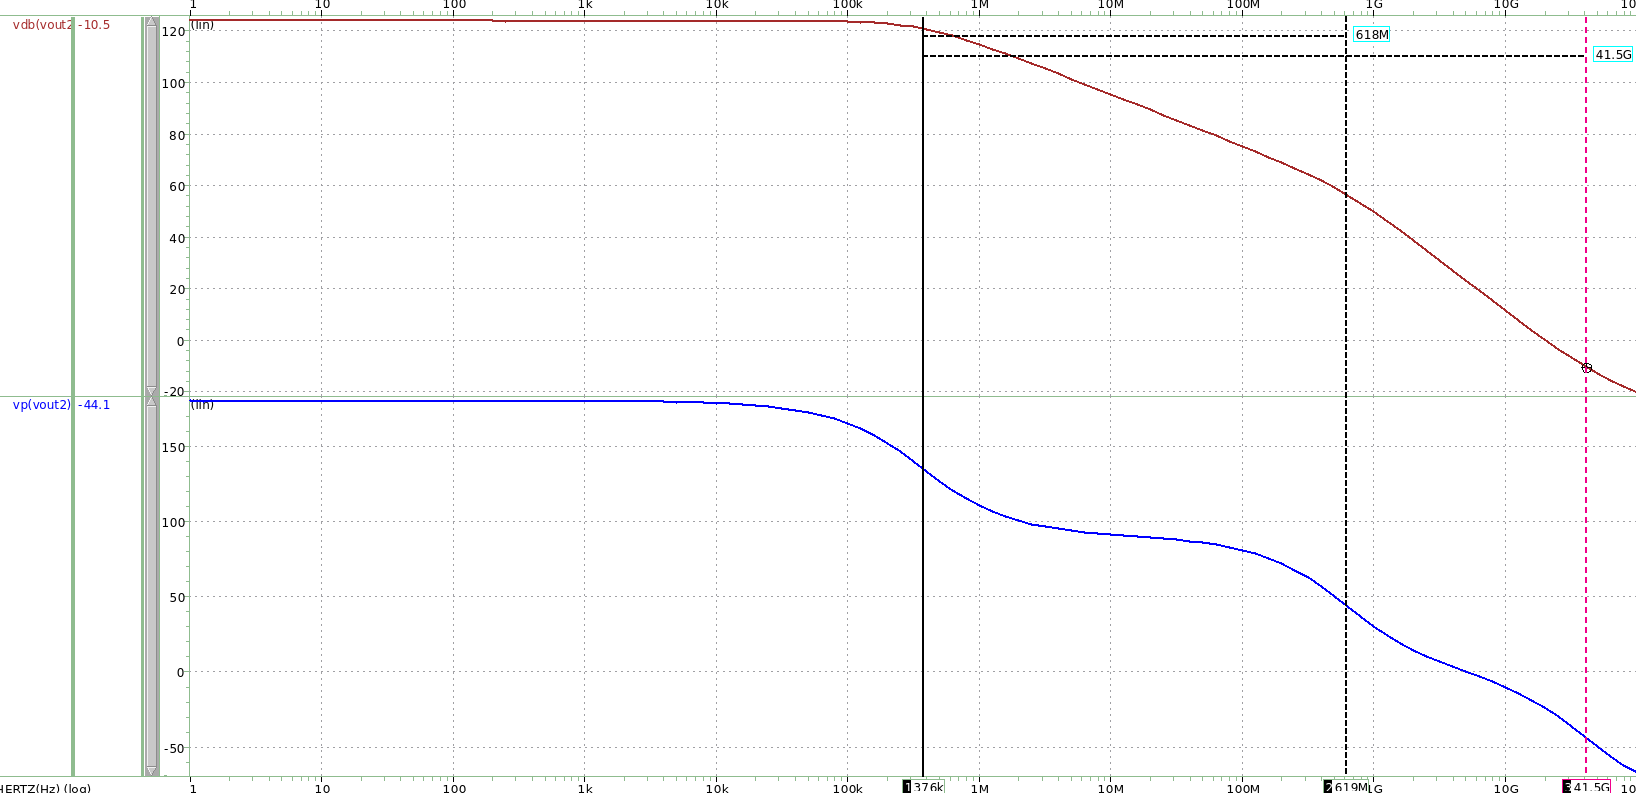 1 10 100 1k 10k 100k 1M 10M 100M 1G 10G 10
vdb(vout2 -10.5
(lin)
120
618M
41.5G
100
80
60
40
20
0
-20
vp(vout2) -44.1
(lin)
150
100
50
0
-50
HERTZ(Hz) (log) 1 10 100 1k 10k 100k 1 376k 1M 10M 100M 2 619M 1G 10G 41.5G 10